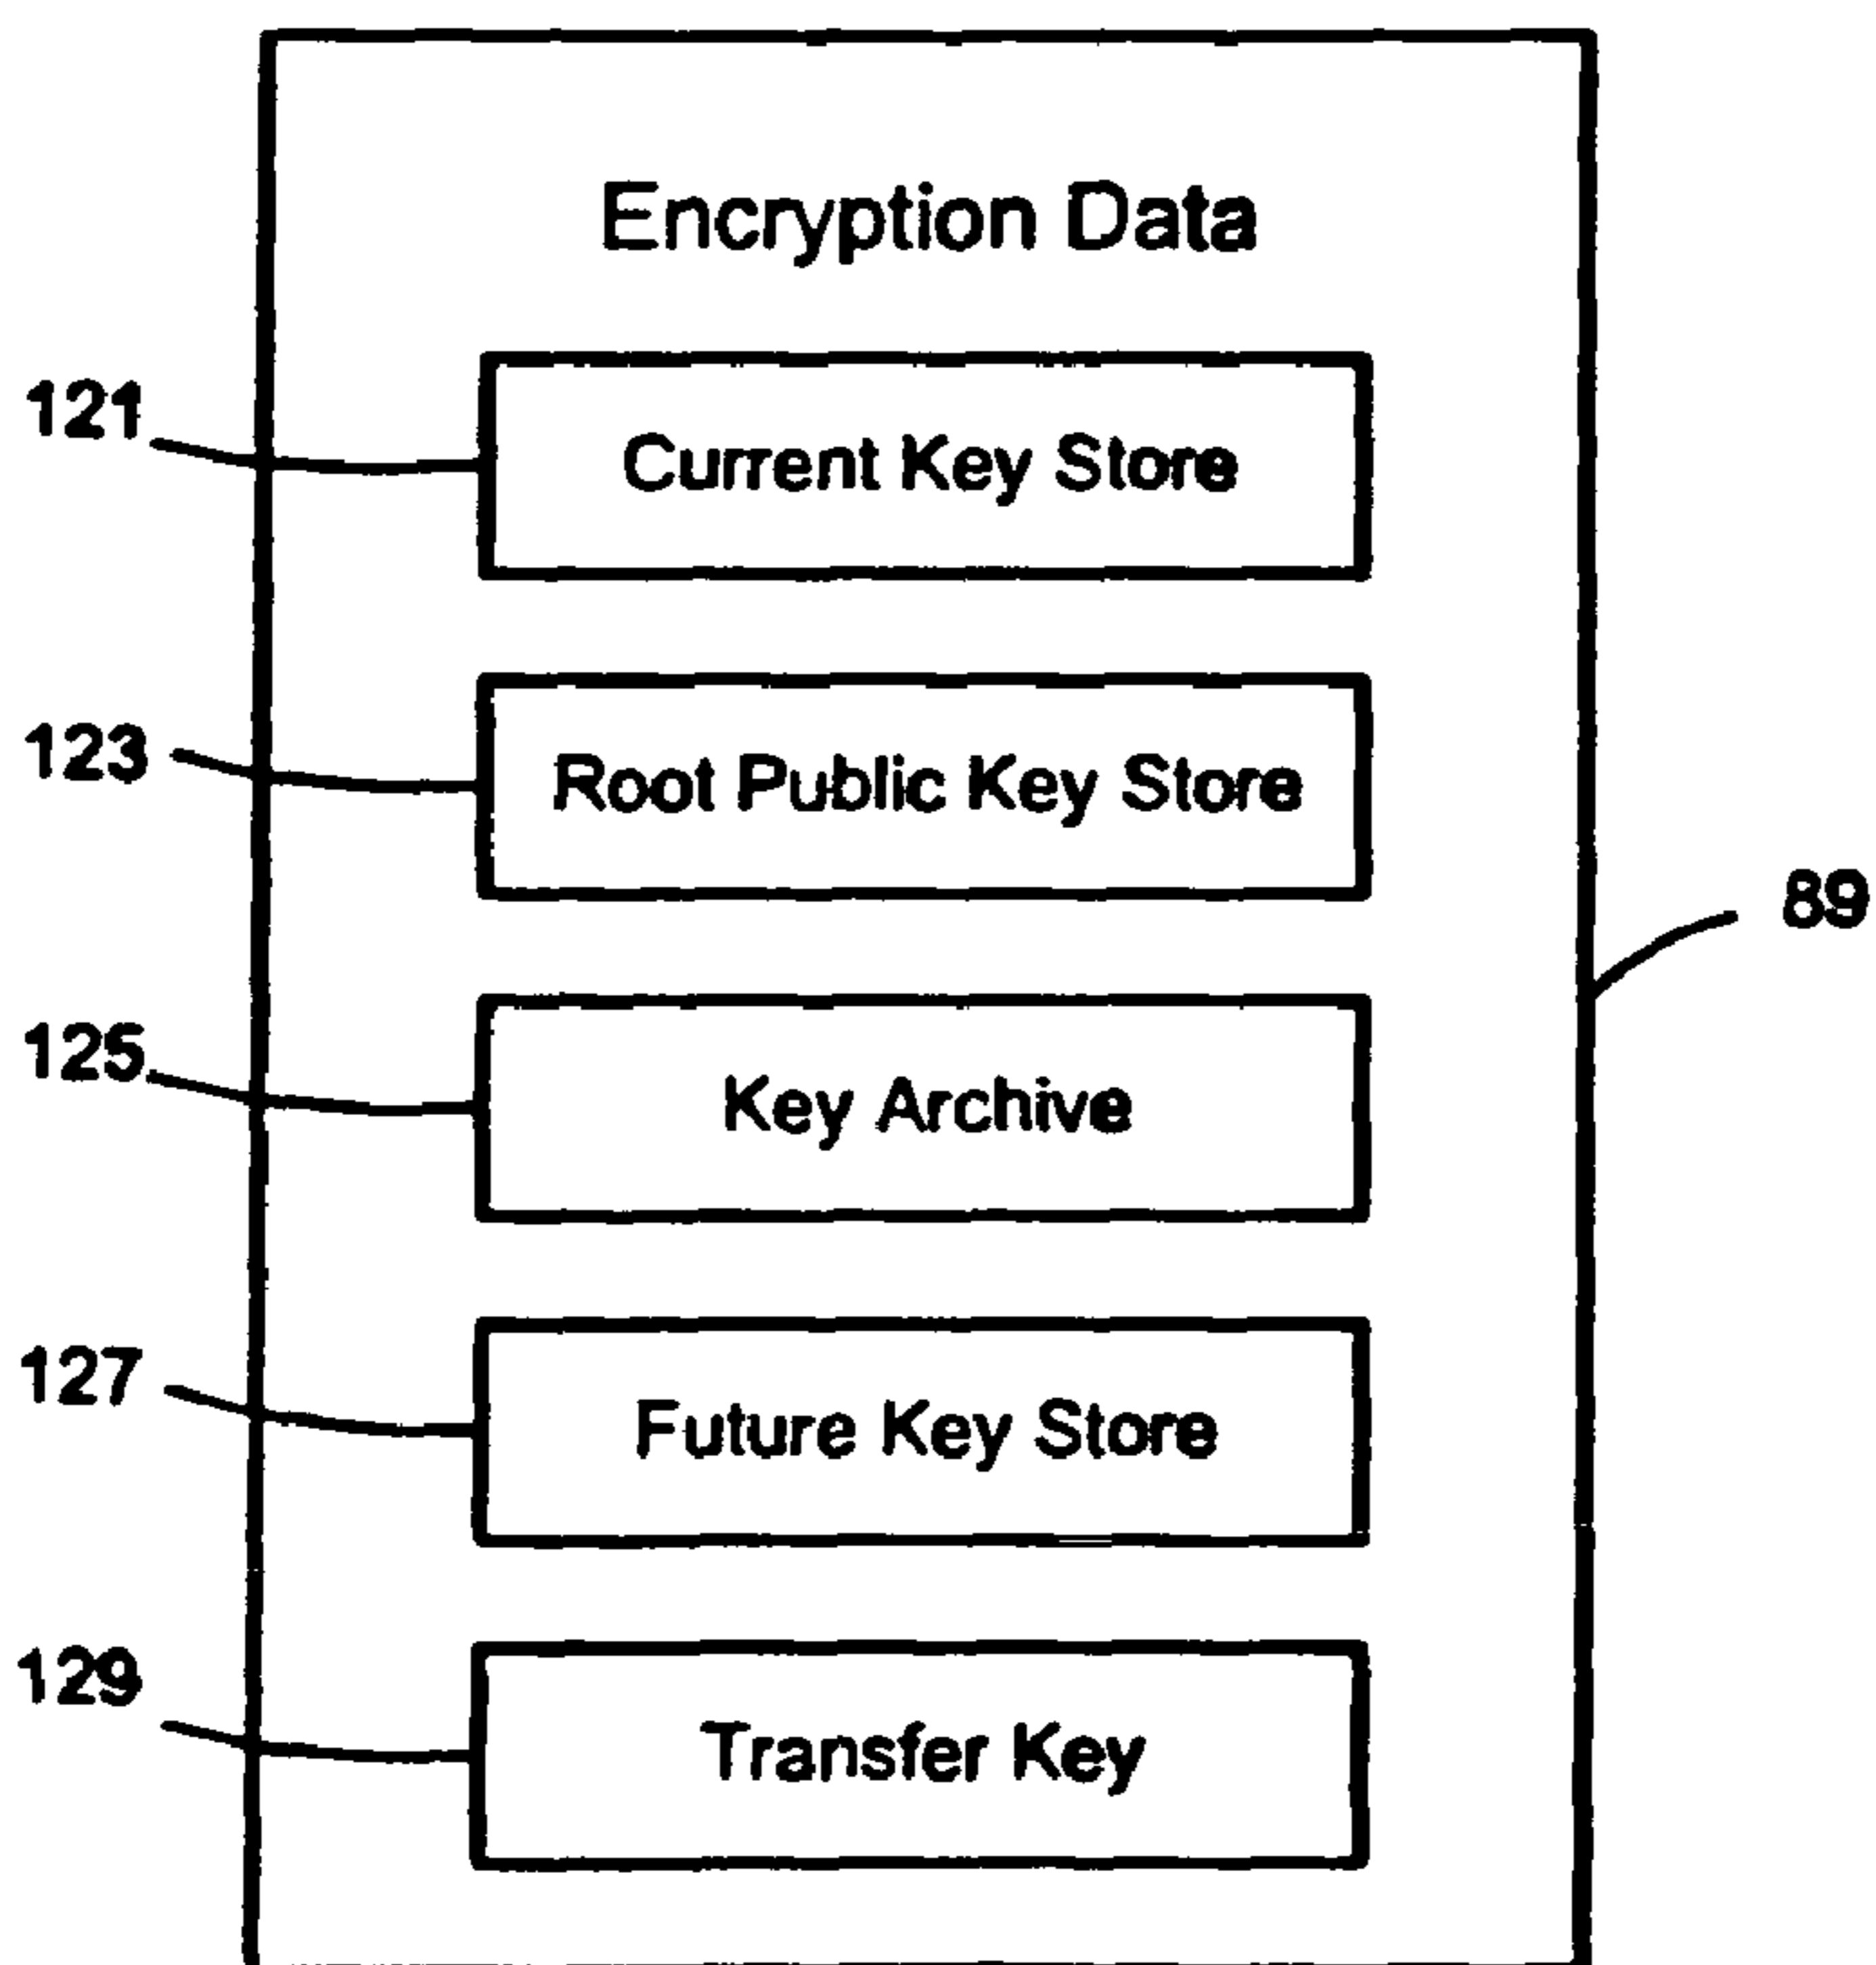 Encryption Data
121
Current Key Store
123
Root Public Key Store
89
125
Key Archive
127
Future Key Store
129
Transfer Key